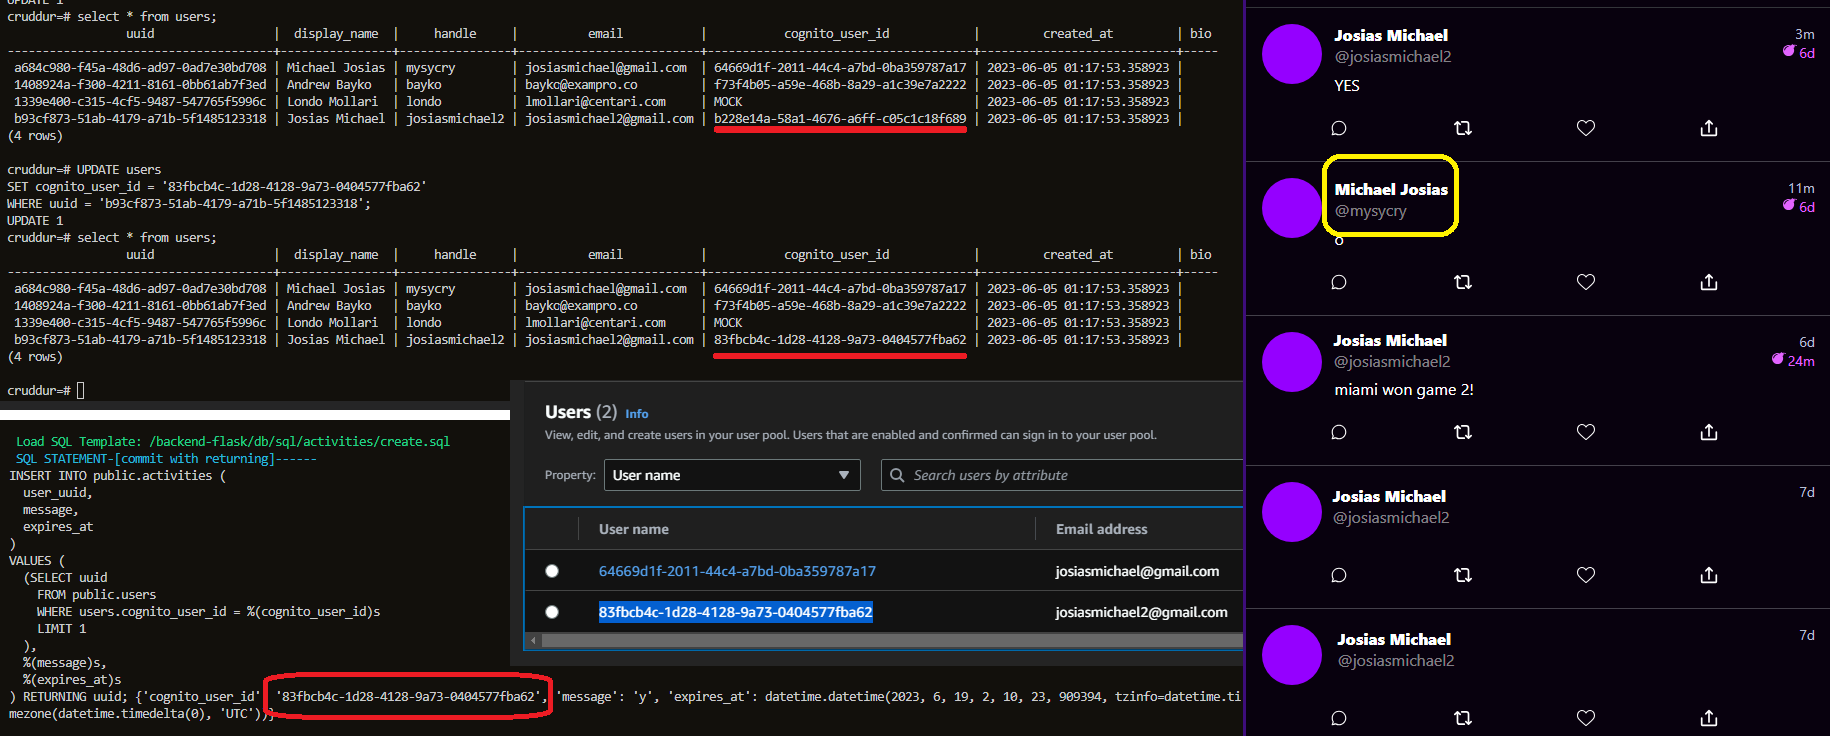 UPDATE 1
cruddur=# select * from users;
uuid | display_name | handle | email | cognito_user_id | created_at | bio
a684c980-f45a-48d6-ad97-0ad7e30bd708 | Michael Josias | mysycry | josiasmichael@gmail.com | 64669d1f-2011-44c4-a7bd-0ba359787a17 | 2023-06-05 01:17:53.358923 |
1408924a-f300-4211-8161-0bb61ab7f3ed | Andrew Bayko | bayko | bayko@exampro.co | f73f4b05-a59e-468b-8a29-a1c39e7a2222 | 2023-06-05 01:17:53.358923 |
1339e400-c315-4cf5-9487-547765f5996c | Londo Mollari | londo | lmollari@centari.com | MOCK | 2023-06-05 01:17:53.358923 |
b93cf873-51ab-4179-a71b-5f1485123318 | Josias Michael | josiasmichael2 | josiasmichael2@gmail.com | b228e14a-58a1-4676-a6ff-c05c1c18f689 | 2023-06-05 01:17:53.358923 |
(4 rows)
cruddur=# UPDATE users
SET cognito_user_id = '83fbcb4c-1d28-4128-9a73-0404577fba62'
WHERE uuid = 'b93cf873-51ab-4179-a71b-5f1485123318';
UPDATE 1
cruddur=# select * from users;
uuid | display_name | handle | email | cognito_user_id | created_at | bio
a684c980-f45a-48d6-ad97-0ad7e30bd708 | Michael Josias | mysycry | josiasmichael@gmail.com | 64669d1f-2011-44c4-a7bd-0ba359787a17 | 2023-06-05 01:17:53.358923 |
1408924a-f300-4211-8161-0bb61ab7f3ed | Andrew Bayko | bayko | bayko@exampro.co | f73f4b05-a59e-468b-8a29-a1c39e7a2222 | 2023-06-05 01:17:53.358923 |
1339e400-c315-4cf5-9487-547765f5996c | Londo Mollari | londo | lmollari@centari.com | MOCK | 2023-06-05 01:17:53.358923 |
b93cf873-51ab-4179-a71b-5f1485123318 | Josias Michael | josiasmichael2 | josiasmichael2@gmail.com | 83fbcb4c-1d28-4128-9a73-0404577fba62 | 2023-06-05 01:17:53.358923 |
(4 rows)
cruddur=#
Load SQL Template: /backend-flask/db/sql/activities/create.sql
SQL STATEMENT-[commit with returning]------
INSERT INTO public.activities (
user_uuid,
message,
expires_at
)
VALUES (
(SELECT uuid
FROM public.users
WHERE users.cognito_user_id = %(cognito_user_id)s
LIMIT 1
),
%(message)s,
%(expires_at)s
) RETURNING uuid; {'cognito_user_id' '83fbcb4c-1d28-4128-9a73-0404577fba62', 'message': 'y', 'expires_at': datetime.datetime(2023, 6, 19, 2, 10, 23, 909394, tzinfo=datetime.ti
mezone(datetime.timedelta(0), 'UTC'))}
Users (2) Info
View, edit, and create users in your user pool. Users that are enabled and confirmed can sign in to your user pool.
Property: User name
Search users by attribute
User name Email address
64669d1f-2011-44c4-a7bd-0ba359787a17 josiasmichael@gmail.com
83fbcb4c-1d28-4128-9a73-0404577fba62 josiasmichael2@gmail.com
Josias Michael 3m
@josiasmichael2 6d
YES
Michael Josias 11m
@mysycry 6d
o
Josias Michael 6d
@josiasmichael2 24m
miami won game 2!
Josias Michael 7d
@josiasmichael2
Josias Michael 7d
@josiasmichael2